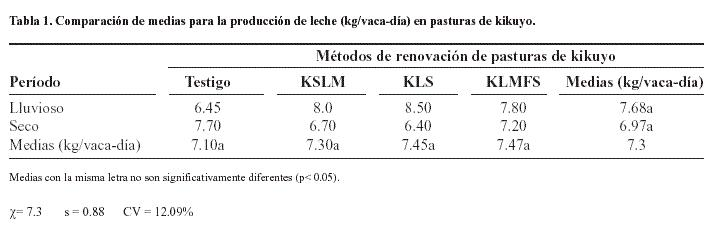 Tabla 1. Comparación de medias para la producción de leche (kg/vaca-día) en pasturas de kikuyo.
Métodos de renovación de pasturas de kikuyo
Período Testigo KSLM KLS KLMFS Medias (kg/vaca-día)
Lluvioso 6.45 8.0 8.50 7.80 7.68a
Seco 7.70 6.70 6.40 7.20 6.97a
Medias (kg/vaca-día) 7.10a 7.30a 7.45a 7.47a 7.3
Medias con la misma letra no son significativamente diferentes (p< 0.05).
χ= 7.3 s = 0.88 CV = 12.09%